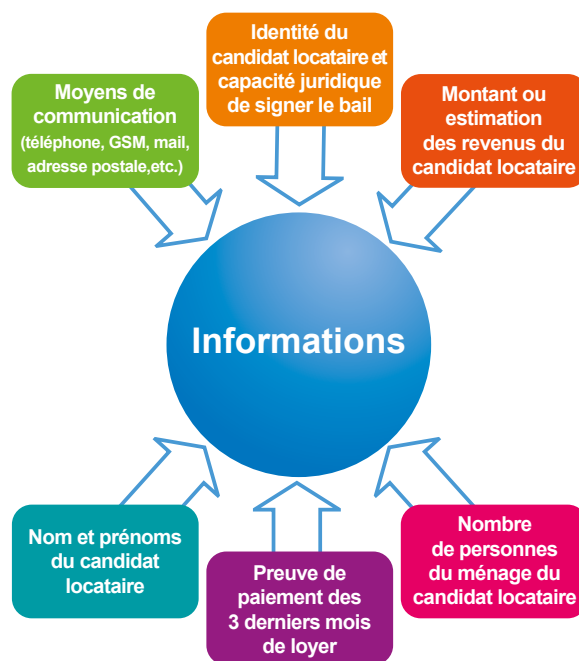 Identité du
candidat locataire et
capacité juridique
de signer le bail
Moyens de
communication
(téléphone, GSM, mail,
adresse postale,etc.)
Montant ou
estimation
des revenus du
candidat locataire
Informations
Nom et prénoms
du candidat
locataire
Preuve de
paiement des
3 derniers mois
de loyer
Nombre
de personnes
du ménage du
candidat locataire